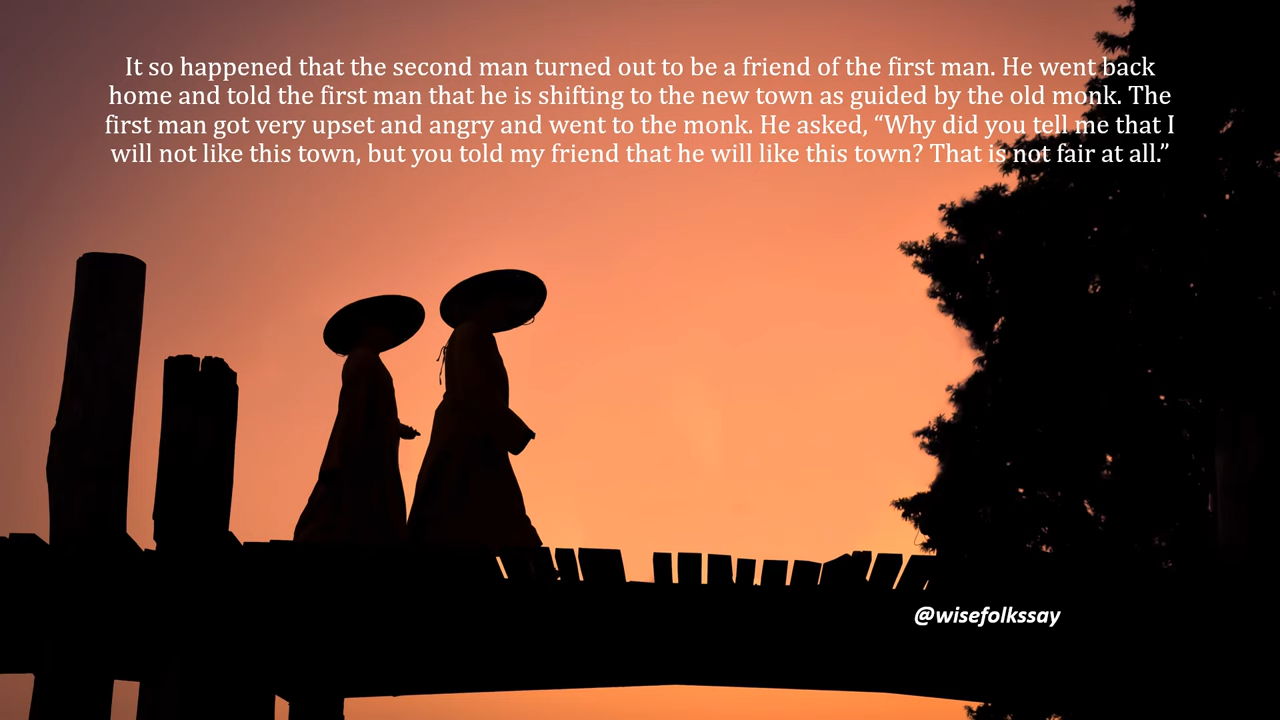 It so happened that the second man turned out to be a friend of the first man. He went back
home and told the first man that he is shifting to the new town as guided by the old monk. The
first man got very upset and angry and went to the monk. He asked, “Why did you tell me that I
will not like this town, but you told my friend that he will like this town? That is not fair at all.”
@wisefolkssay